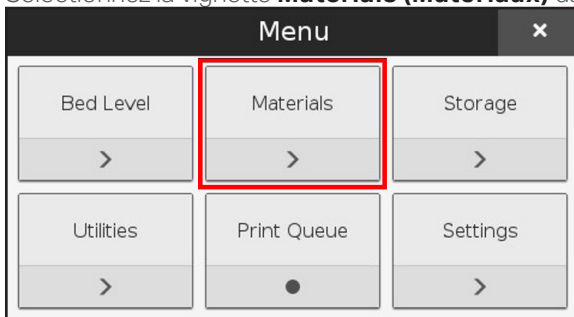 Sélectionnez la vignette Materials (Matériaux)
Menu ×
Bed Level Materials Storage
> > >
Utilities Print Queue Settings
> ● >